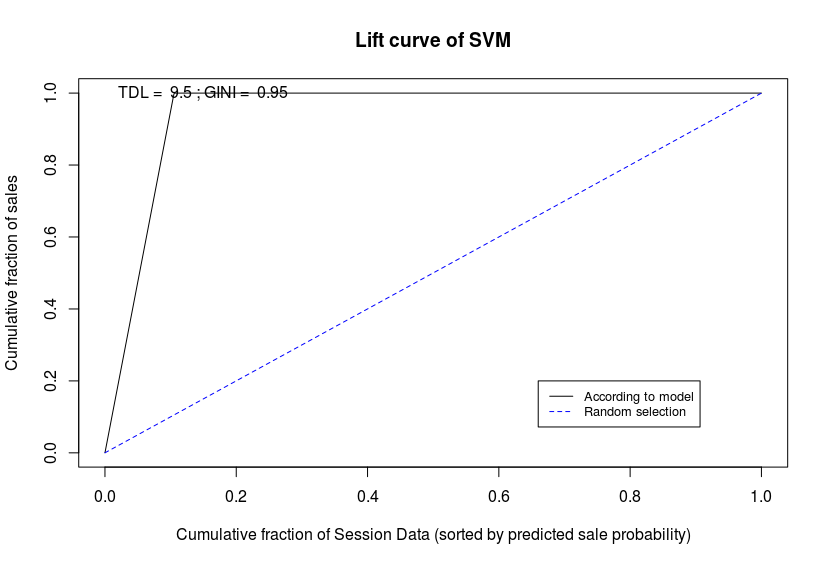 Lift curve of SVM
TDL = 9.5 ; GINI = 0.95
Cumulative fraction of sales
1.0
0.8
0.6
0.4
0.2
0.0
According to model
Random selection
0.0 0.2 0.4 0.6 0.8 1.0
Cumulative fraction of Session Data (sorted by predicted sale probability)